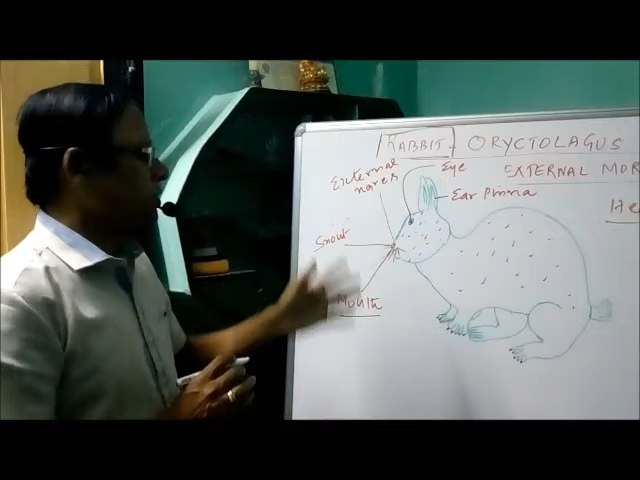 RABBIT - ORYCTOLAGUS
EXTERNAL MOR
External
nares
Eye
Ear Pinna
He
Snout
Mouth